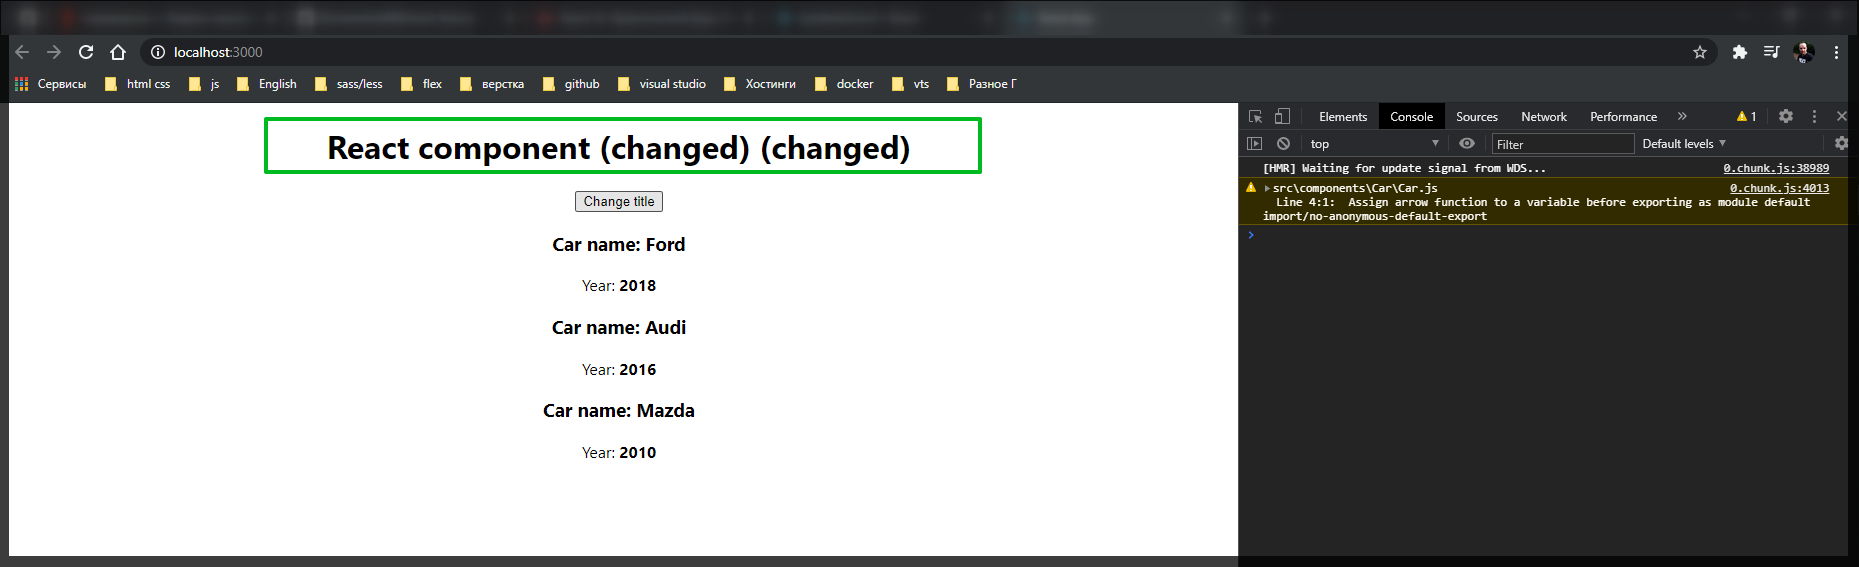 localhost:3000
Сервисы html css js English sass/less flex верстка github visual studio Хостинги docker vts Разное Г
React component (changed) (changed)
Change title
Car name: Ford
Year: 2018
Car name: Audi
Year: 2016
Car name: Mazda
Year: 2010
Elements Console Sources Network Performance » 1
top Filter Default levels
[HMR] Waiting for update signal from WDS... 0.chunk.js:38989
src\components\Car\Car.js 0.chunk.js:4013
Line 4:1: Assign arrow function to a variable before exporting as module default
import/no-anonymous-default-export